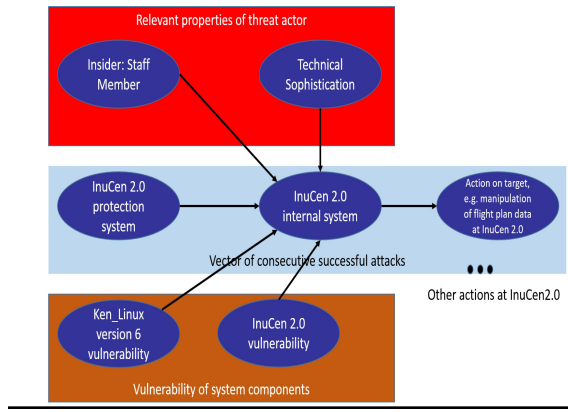 Relevant properties of threat actor
Insider: Staff
Member
Technical
Sophistication
InuCen 2.0
protection
system
InuCen 2.0
internal system
Action on target,
e.g. manipulation
of flight plan data
at InuCen 2.0
Vector of consecutive successful attacks
Other actions at InuCen2.0
Ken_Linux
version 6
vulnerability
InuCen 2.0
vulnerability
Vulnerability of system components